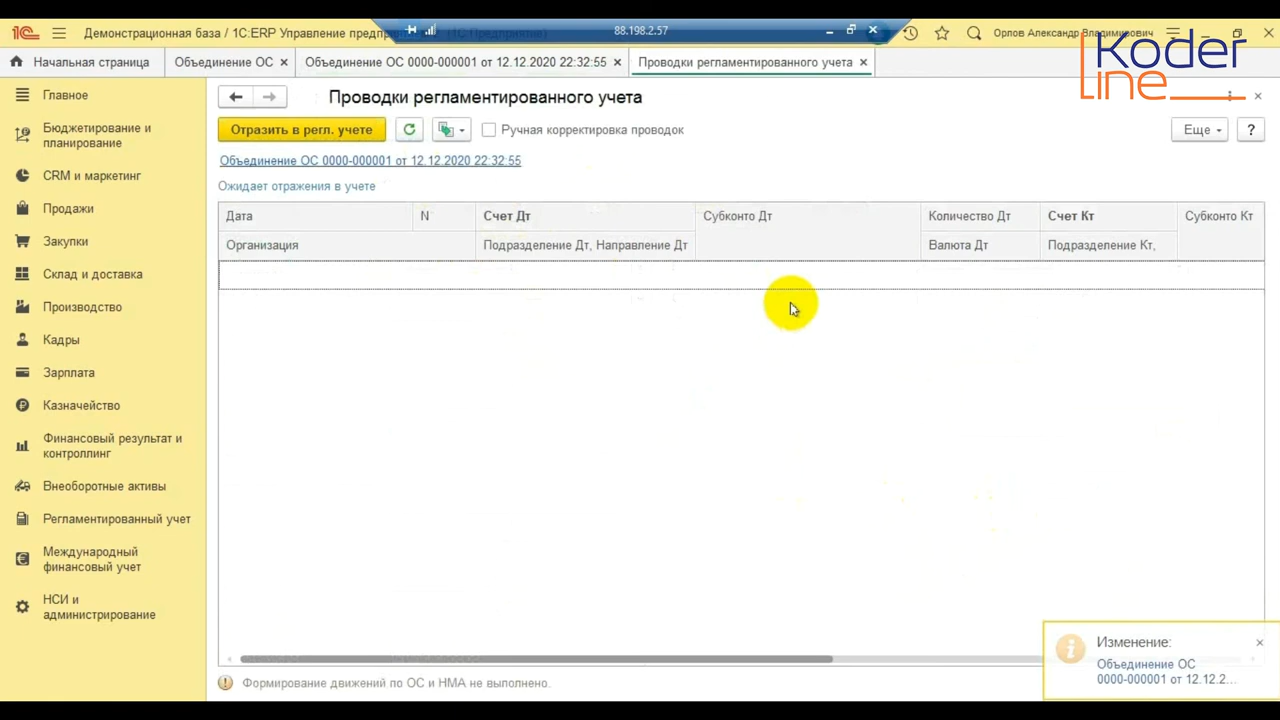 Демонстрационная база / 1С:ERP Управление предпр
(1С:Предприятие)
88.198.2.57
Орлов Александр Владимирович
Koder
line
Начальная страница
Объединение ОС
Объединение ОС 0000-000001 от 12.12.2020 22:32:55
Проводки регламентированного учета
Главное
Бюджетирование и
планирование
CRM и маркетинг
Продажи
Закупки
Склад и доставка
Производство
Кадры
Зарплата
Казначейство
Финансовый результат и
контроллинг
Внеоборотные активы
Регламентированный учет
Международный
финансовый учет
НСИ и
администрирование
Проводки регламентированного учета
Отразить в регл. учете
Ручная корректировка проводок
Еще
?
Объединение ОС 0000-000001 от 12.12.2020 22:32:55
Ожидает отражения в учете
Дата N Счет Дт Субконто Дт Количество Дт Счет Кт Субконто Кт
Организация Подразделение Дт, Направление Дт Валюта Дт Подразделение Кт,
Формирование движений по ОС и НМА не выполнено.
Изменение:
Объединение ОС
0000-000001 от 12.12.2...